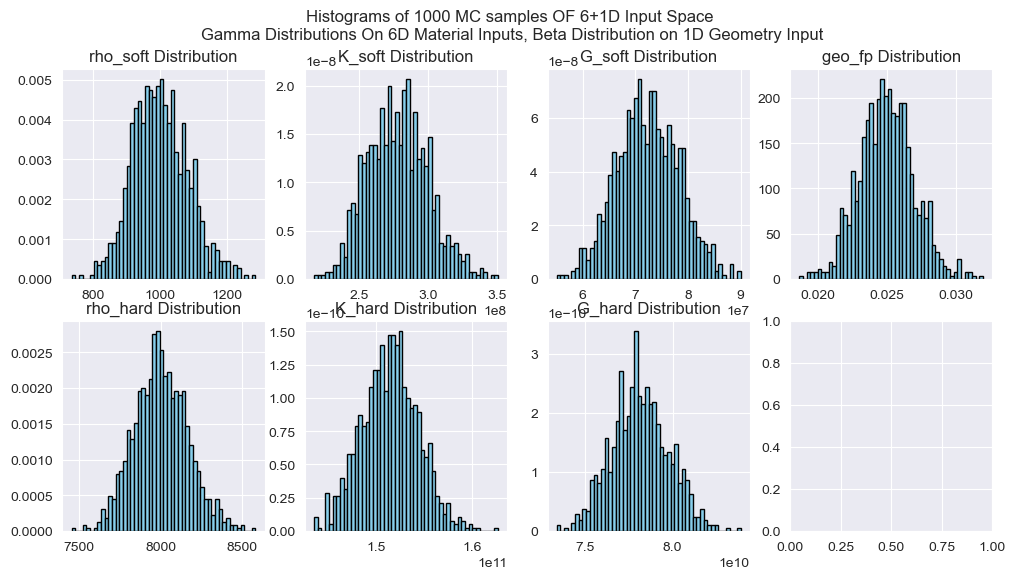 Histograms of 1000 MC samples OF 6+1D Input Space
Gamma Distributions On 6D Material Inputs, Beta Distribution on 1D Geometry Input
rho_soft Distribution
0.005
0.004
0.003
0.002
0.001
0.000
800 1000 1200
1e-8
K_soft Distribution
2.0
1.5
1.0
0.5
0.0
2.5 3.0 3.5
1e8
1e-8
G_soft Distribution
6
4
2
0
6 7 8 9
1e7
geo_fp Distribution
200
150
100
50
0
0.020 0.025 0.030
rho_hard Distribution
0.0025
0.0020
0.0015
0.0010
0.0005
0.0000
7500 8000 8500
1e-10
K_hard Distribution
1.50
1.25
1.00
0.75
0.50
0.25
0.00
1.5 1.6
1e11
1e-10
G_hard Distribution
3
2
1
0
7.5 8.0
1e10
1.0
0.8
0.6
0.4
0.2
0.0
0.00 0.25 0.50 0.75 1.00